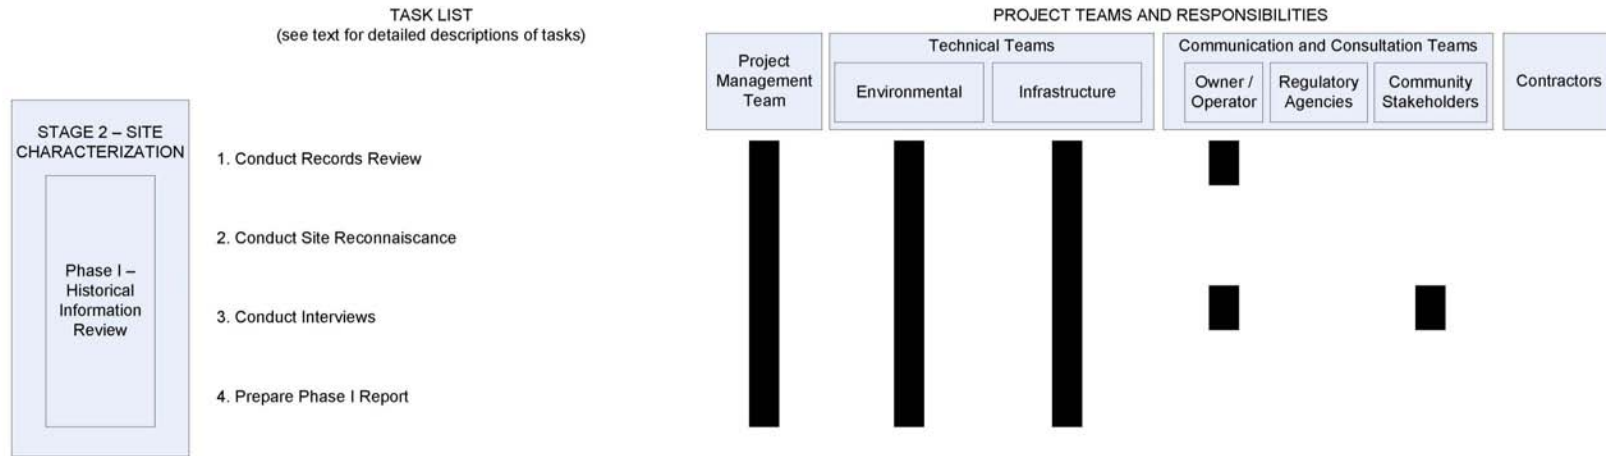 TASK LIST
(see text for detailed descriptions of tasks)
PROJECT TEAMS AND RESPONSIBILITIES
Project
Management
Team
Technical Teams
Environmental
Infrastructure
Communication and Consultation Teams
Owner /
Operator
Regulatory
Agencies
Community
Stakeholders
Contractors
STAGE 2 – SITE
CHARACTERIZATION
Phase I –
Historical
Information
Review
1. Conduct Records Review
2. Conduct Site Reconnaiscance
3. Conduct Interviews
4. Prepare Phase I Report